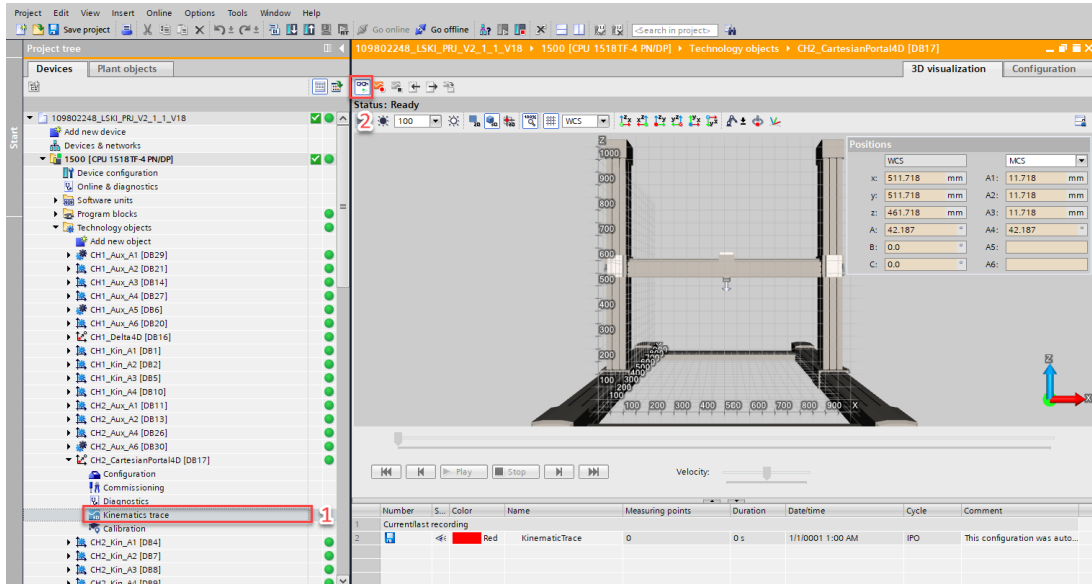 Project Edit View Insert Online Options Tools Window Help
Save project Go online Go offline <Search in project>
Project tree
109802248_LSKI_PRJ_V2_1_1_V18 ▸ 1500 [CPU 1518TF-4 PN/DP] ▸ Technology objects ▸ CH2_CartesianPortal4D [DB17]
Devices Plant objects
3D visualization Configuration
Start
Status: Ready
2
100 WCS
109802248_LSKI_PRJ_V2_1_1_V18
Add new device
Devices & networks
1500 [CPU 1518TF-4 PN/DP]
Device configuration
Online & diagnostics
Software units
Program blocks
Technology objects
Add new object
CH1_Aux_A1 [DB29]
CH1_Aux_A2 [DB21]
CH1_Aux_A3 [DB14]
CH1_Aux_A4 [DB27]
CH1_Aux_A5 [DB6]
CH1_Aux_A6 [DB20]
CH1_Delta4D [DB16]
CH1_Kin_A1 [DB1]
CH1_Kin_A2 [DB2]
CH1_Kin_A3 [DB5]
CH1_Kin_A4 [DB10]
CH2_Aux_A1 [DB11]
CH2_Aux_A2 [DB13]
CH2_Aux_A4 [DB26]
CH2_Aux_A6 [DB30]
CH2_CartesianPortal4D [DB17]
Configuration
Commissioning
Diagnostics
Kinematics trace
1
Calibration
CH2_Kin_A1 [DB4]
CH2_Kin_A2 [DB7]
CH2_Kin_A3 [DB8]
CH2_Kin_A4 [DB9]
Z
1000
900
800
700
600
500
400
300
200
100
100 200 300 400 500 600 700 800 900 X
Positions
WCS MCS
x: 511.718 mm A1: 11.718 mm
y: 511.718 mm A2: 11.718 mm
z: 461.718 mm A3: 11.718 mm
A: 42.187 ° A4: 42.187 °
B: 0.0 ° A5:
C: 0.0 ° A6:
Z
X
Play Stop Velocity:
Number S... Color Name Measuring points Duration Date/time Cycle Comment
1 Current/last recording
2 Red KinematicTrace 0 0 s 1/1/0001 1:00 AM IPO This configuration was auto...